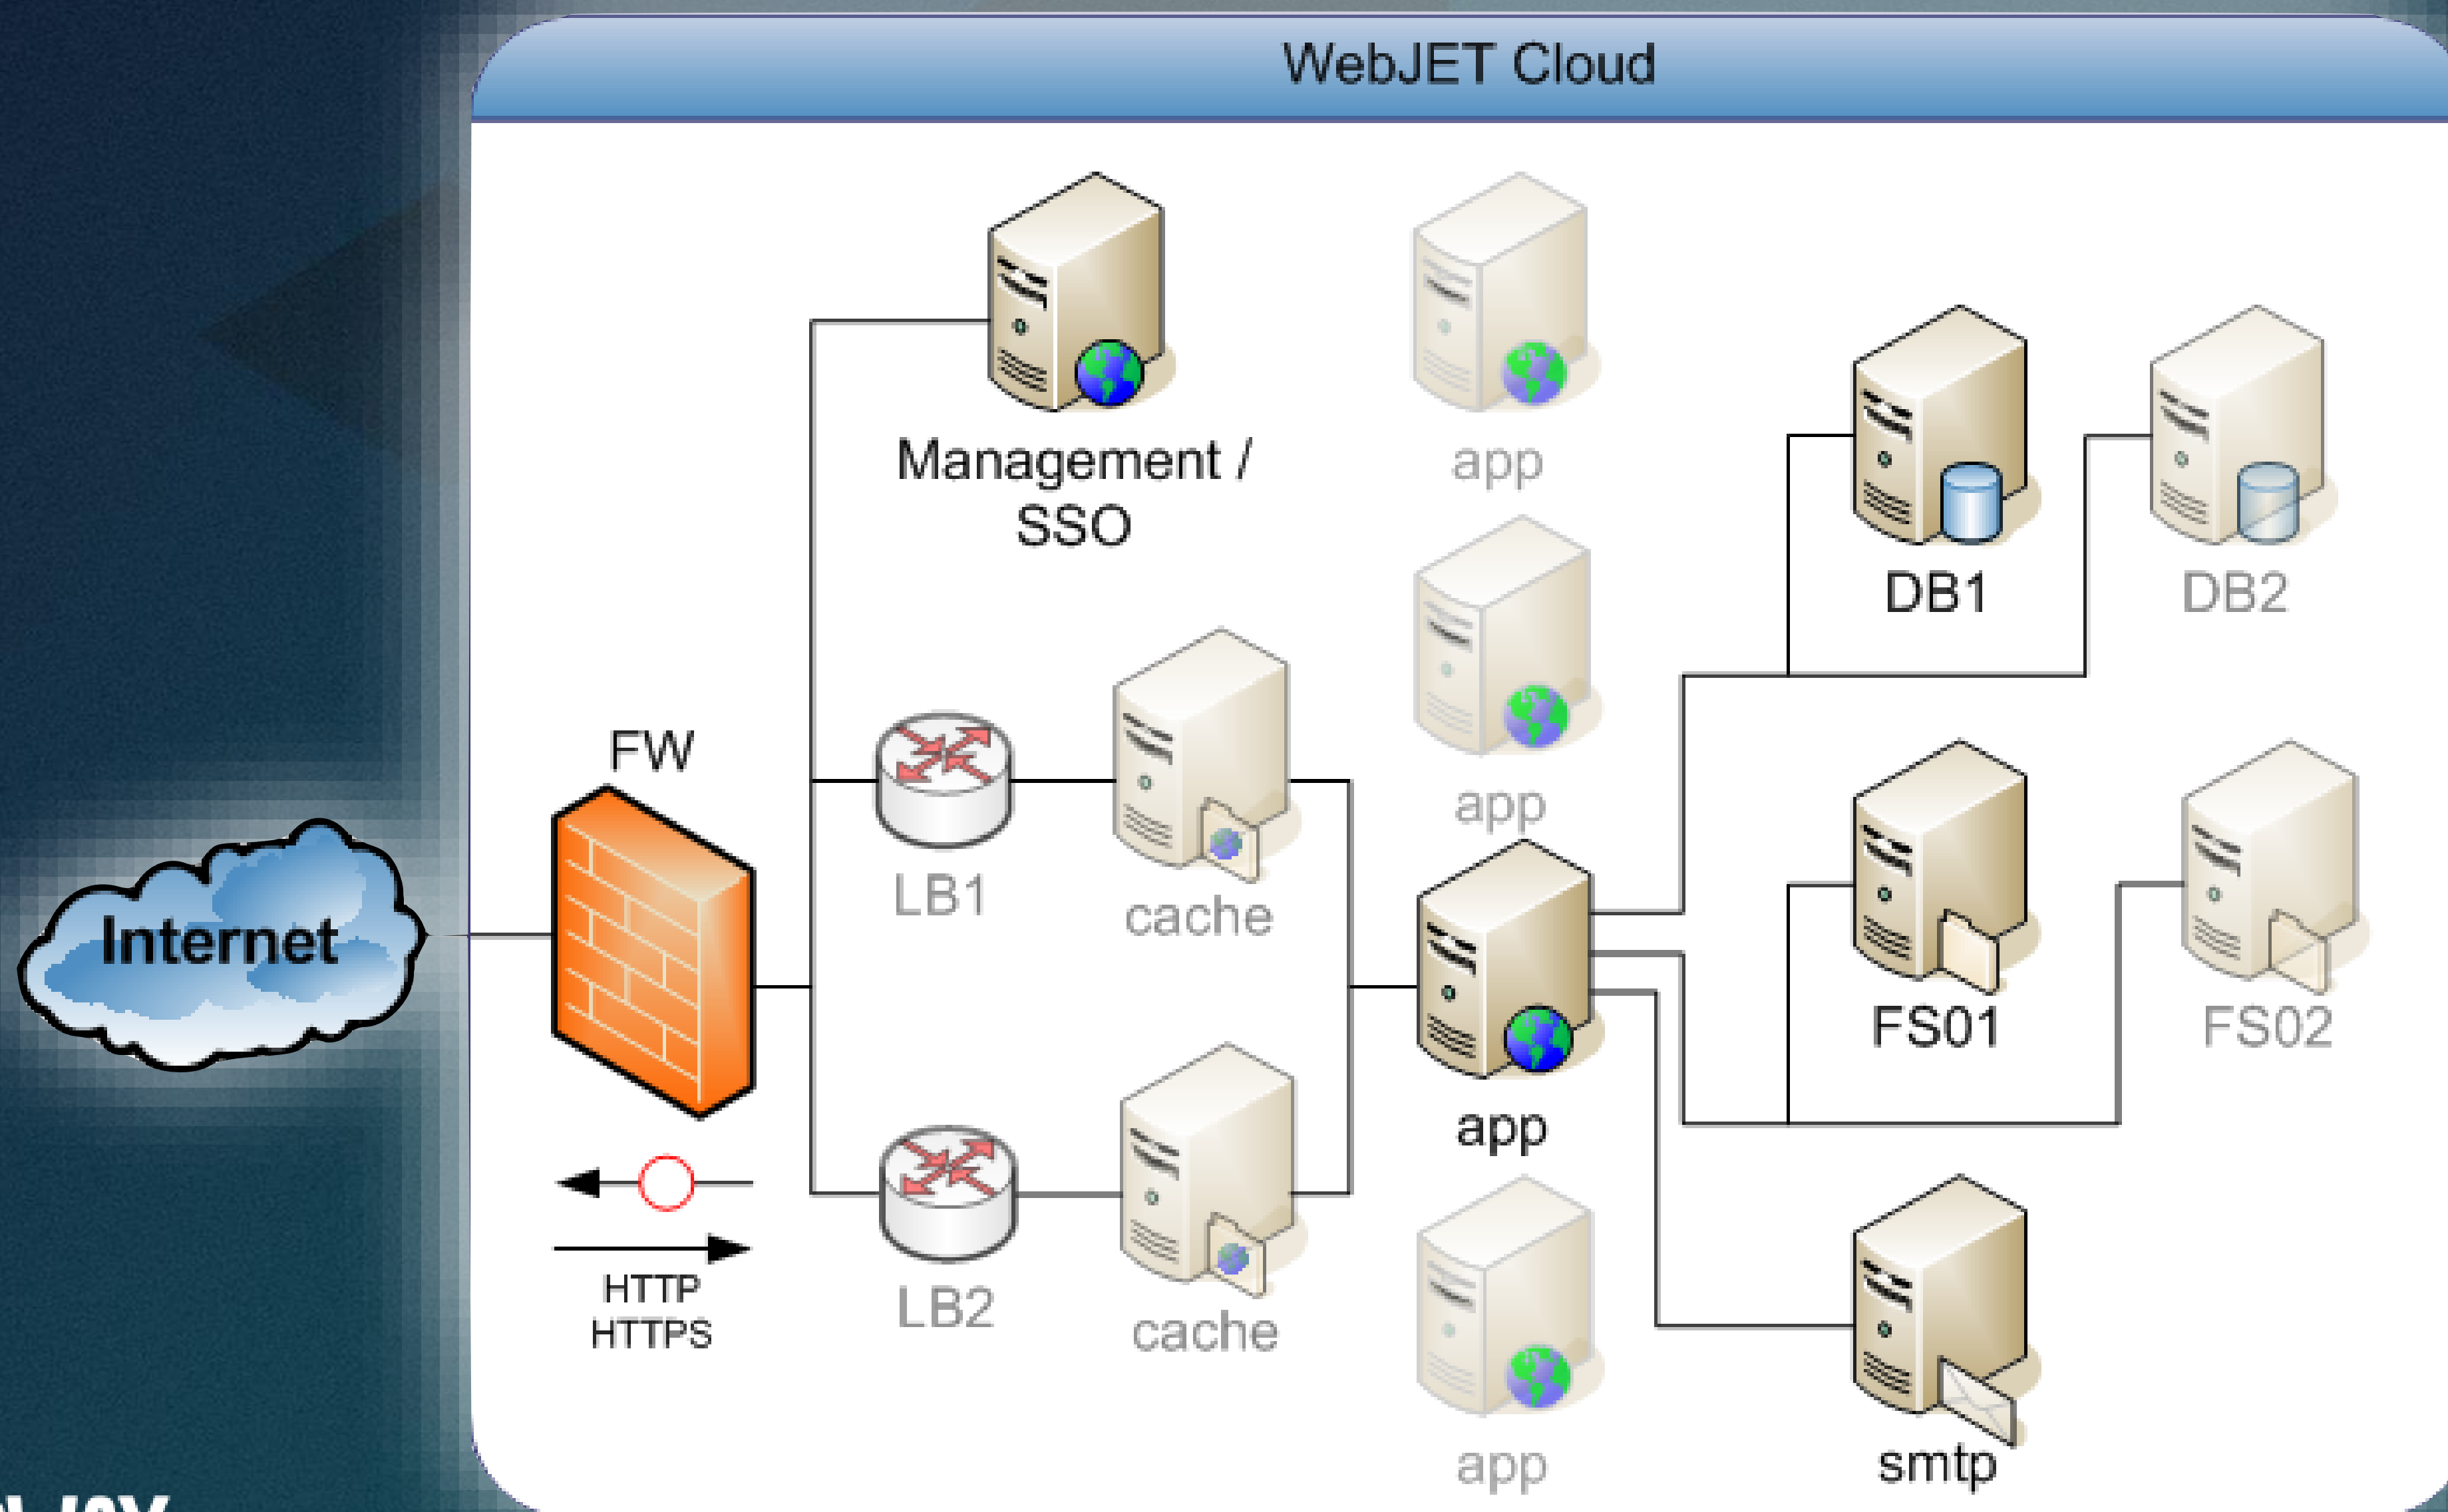 WebJET Cloud
Management /
SSO
app
DB1
DB2
app
FW
LB1
cache
Internet
FS01
FS02
app
HTTP
HTTPS
LB2
cache
app
smtp